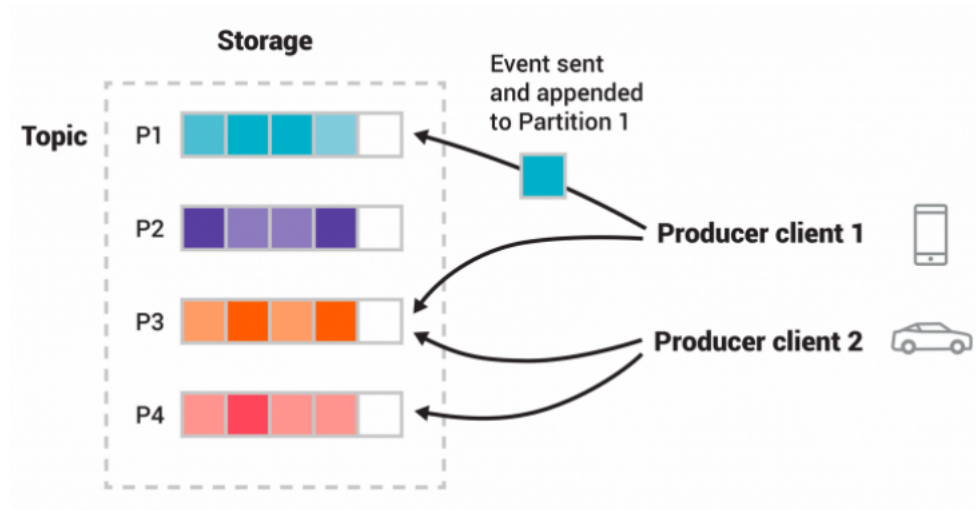 Storage
Event sent
and appended
to Partition 1
Topic
P1
P2
Producer client 1
P3
Producer client 2
P4